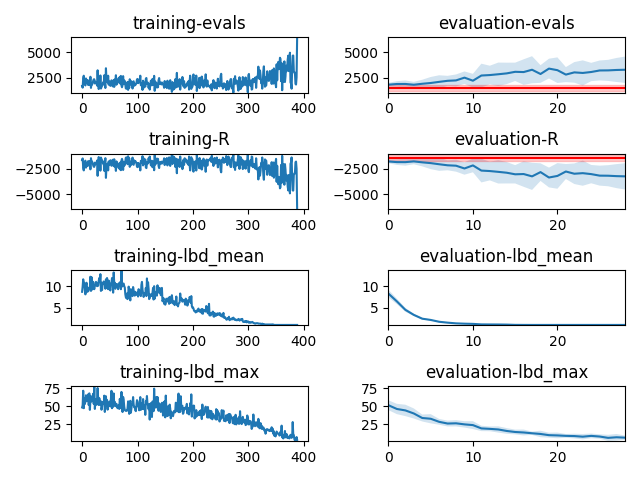 training-evals
5000
2500
0 100 200 300 400
evaluation-evals
5000
2500
0 10 20
training-R
−2500
−5000
0 100 200 300 400
evaluation-R
−2500
−5000
0 10 20
training-lbd_mean
10
5
0 100 200 300 400
evaluation-lbd_mean
10
5
0 10 20
training-lbd_max
75
50
25
0 100 200 300 400
evaluation-lbd_max
75
50
25
0 10 20